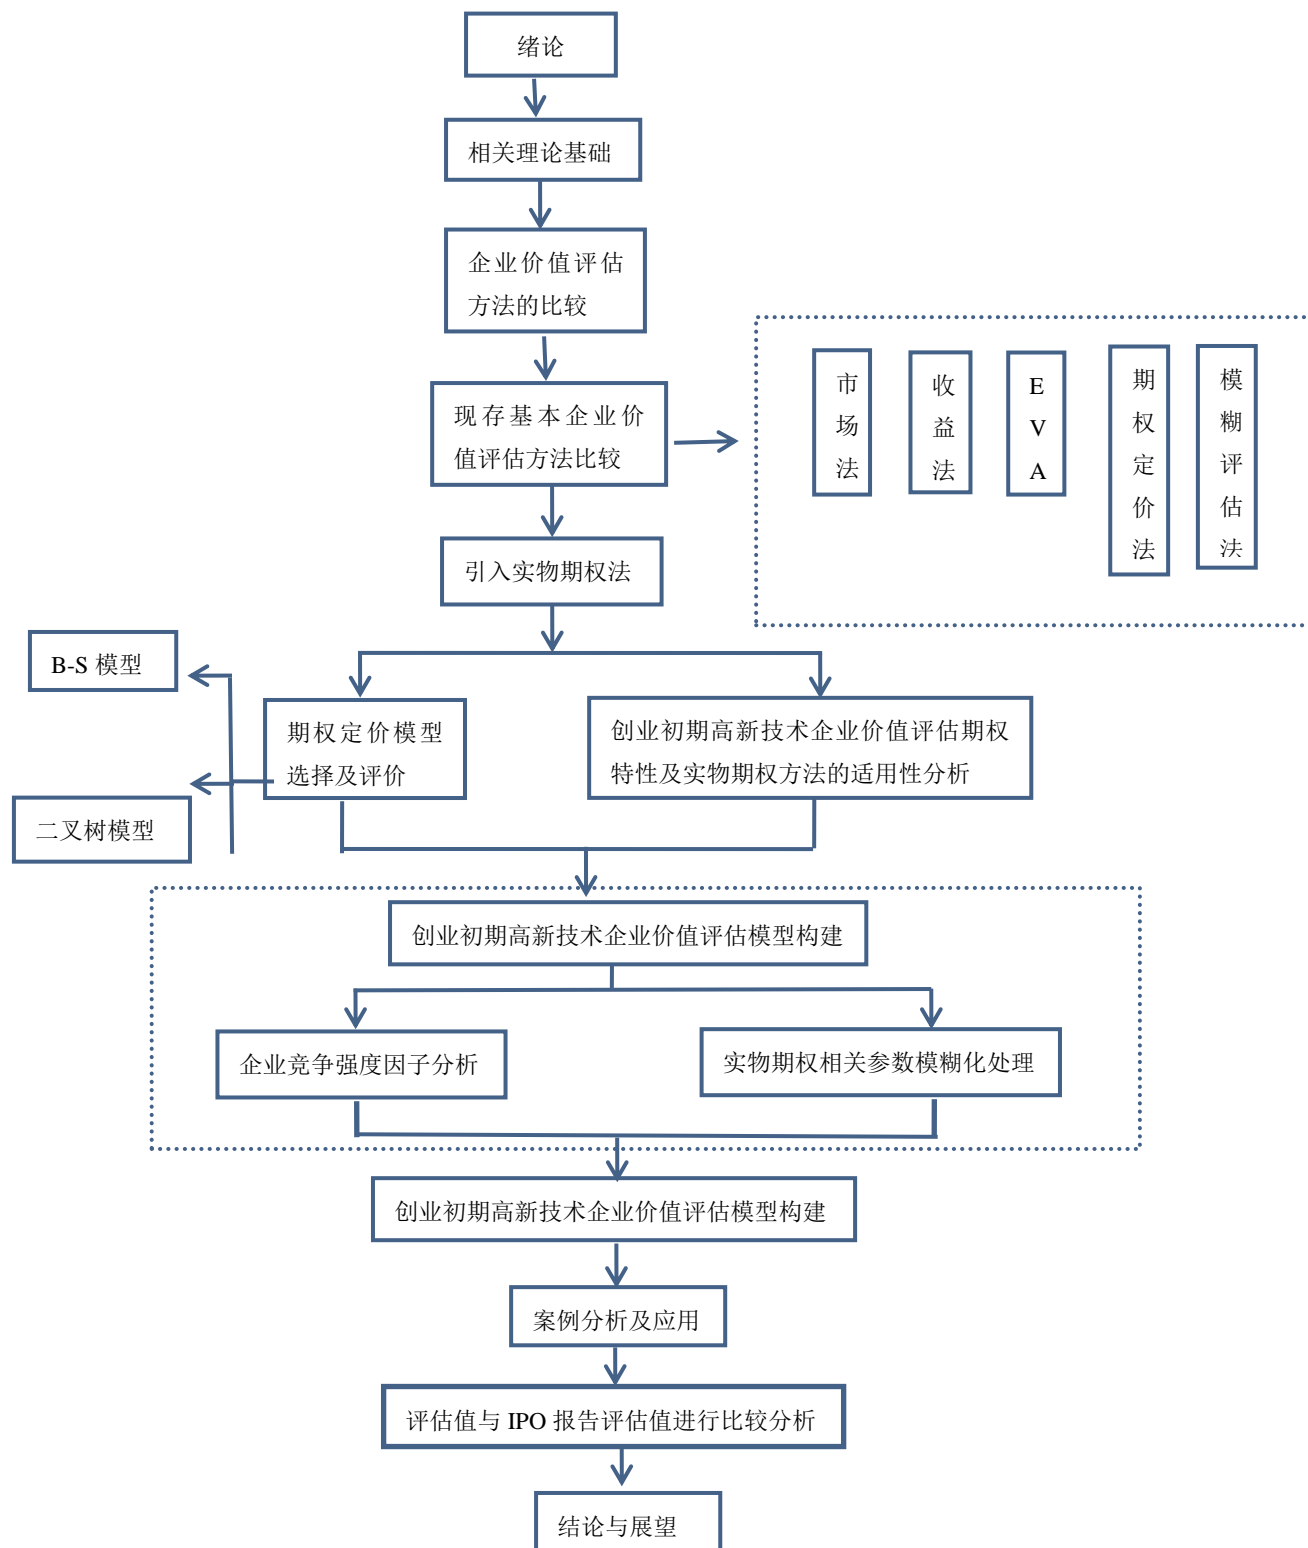 绪论
相关理论基础
企业价值评估
方法的比较
现存基本企业价
值评估方法比较
市场法
收益法
EVA
期权定价法
模糊评估法
引入实物期权法
B-S 模型
二叉树模型
期权定价模型
选择及评价
创业初期高新技术企业价值评估期权
特性及实物期权方法的适用性分析
创业初期高新技术企业价值评估模型构建
企业竞争强度因子分析
实物期权相关参数模糊化处理
创业初期高新技术企业价值评估模型构建
案例分析及应用
评估值与 IPO 报告评估值进行比较分析
结论与展望